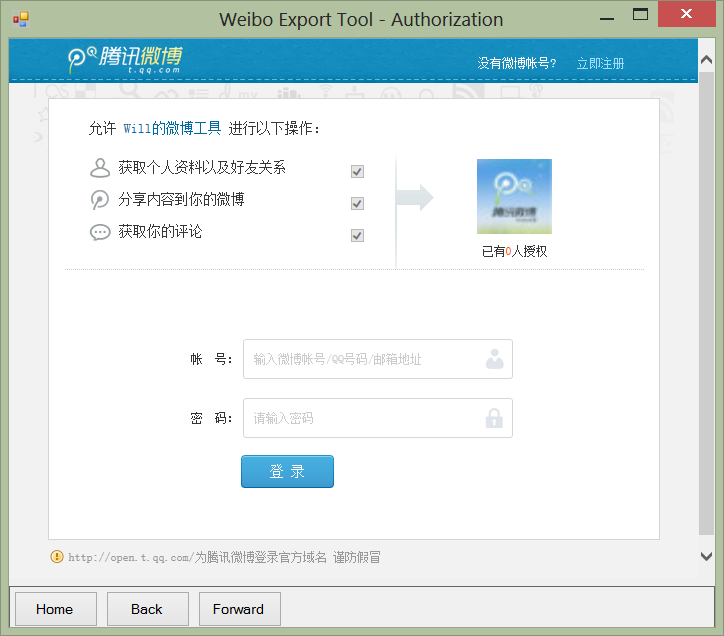 Weibo Export Tool - Authorization
腾讯微博
t.qq.com
没有微博帐号? 立即注册
允许 Will的微博工具 进行以下操作：
获取个人资料以及好友关系
分享内容到你的微博
获取你的评论
腾讯微博
已有0人授权
帐 号： 输入微博帐号/QQ号码/邮箱地址
密 码： 请输入密码
登 录
http://open.t.qq.com/为腾讯微博登录官方域名 谨防假冒
Home Back Forward